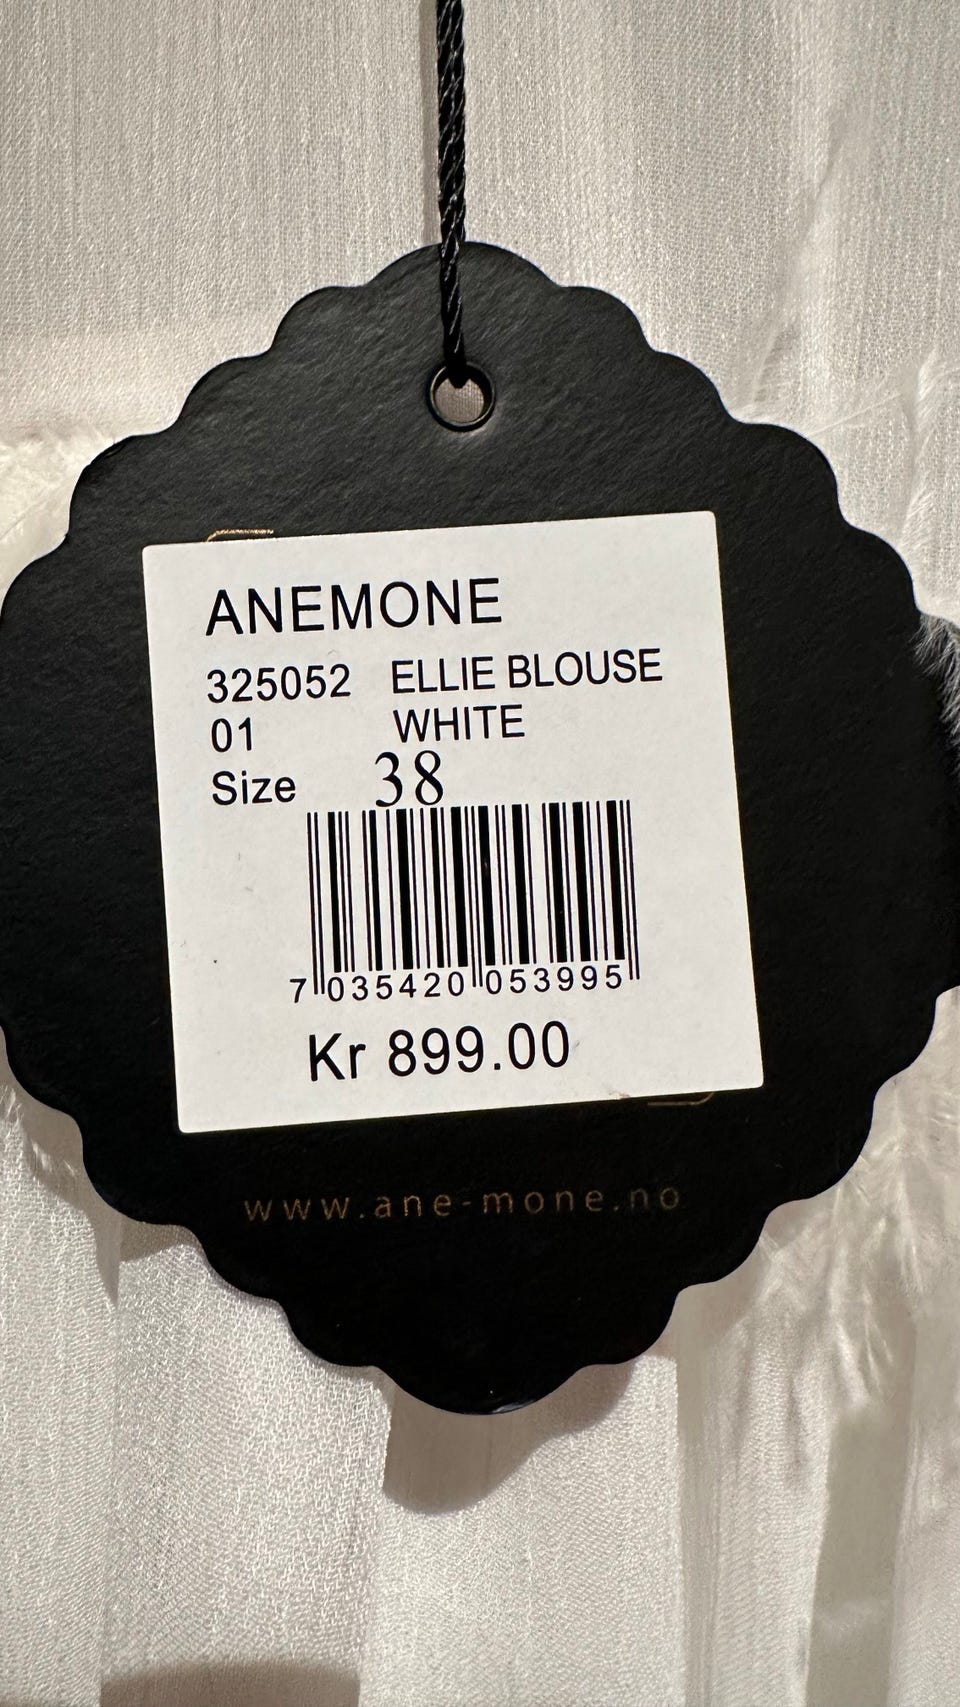 ANEMONE
325052 ELLIE BLOUSE
01 WHITE
Size 38
7 035420 053995
Kr 899.00
www.ane-mone.no